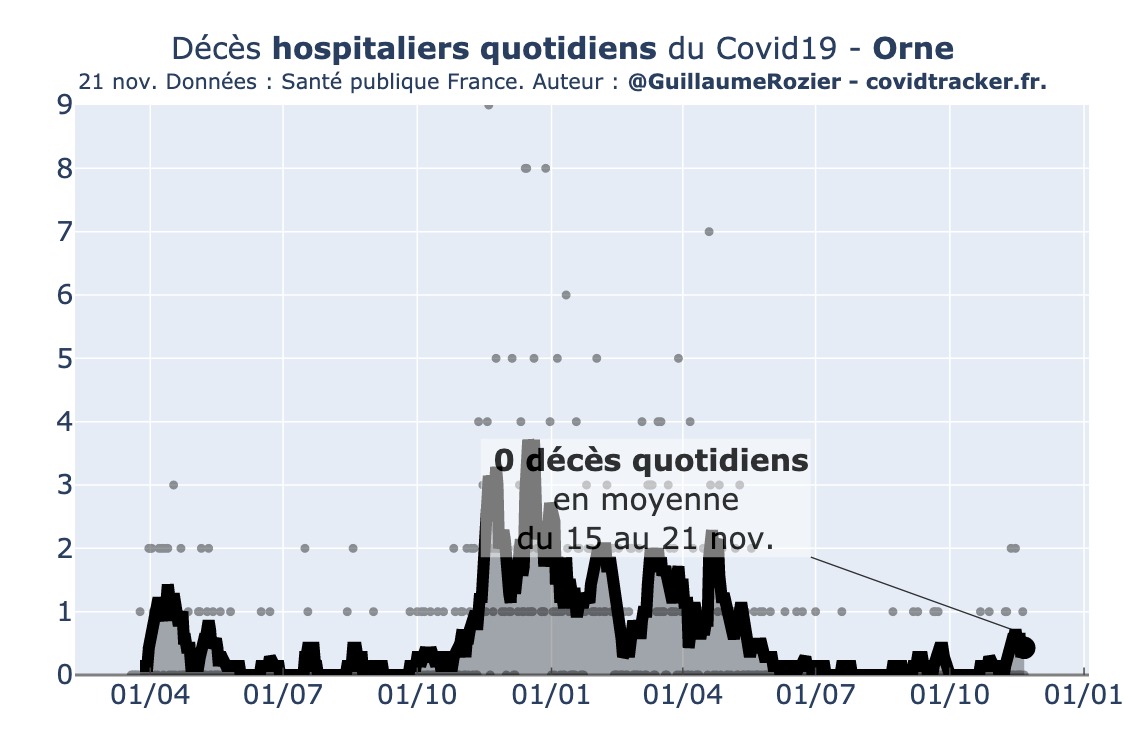 Décès hospitaliers quotidiens du Covid19 - Orne
21 nov. Données : Santé publique France. Auteur : @GuillaumeRozier - covidtracker.fr.
9
8
7
6
5
4
3
2
1
0
0 décès quotidiens
en moyenne
du 15 au 21 nov.
01/04 01/07 01/10 01/01 01/04 01/07 01/10 01/01